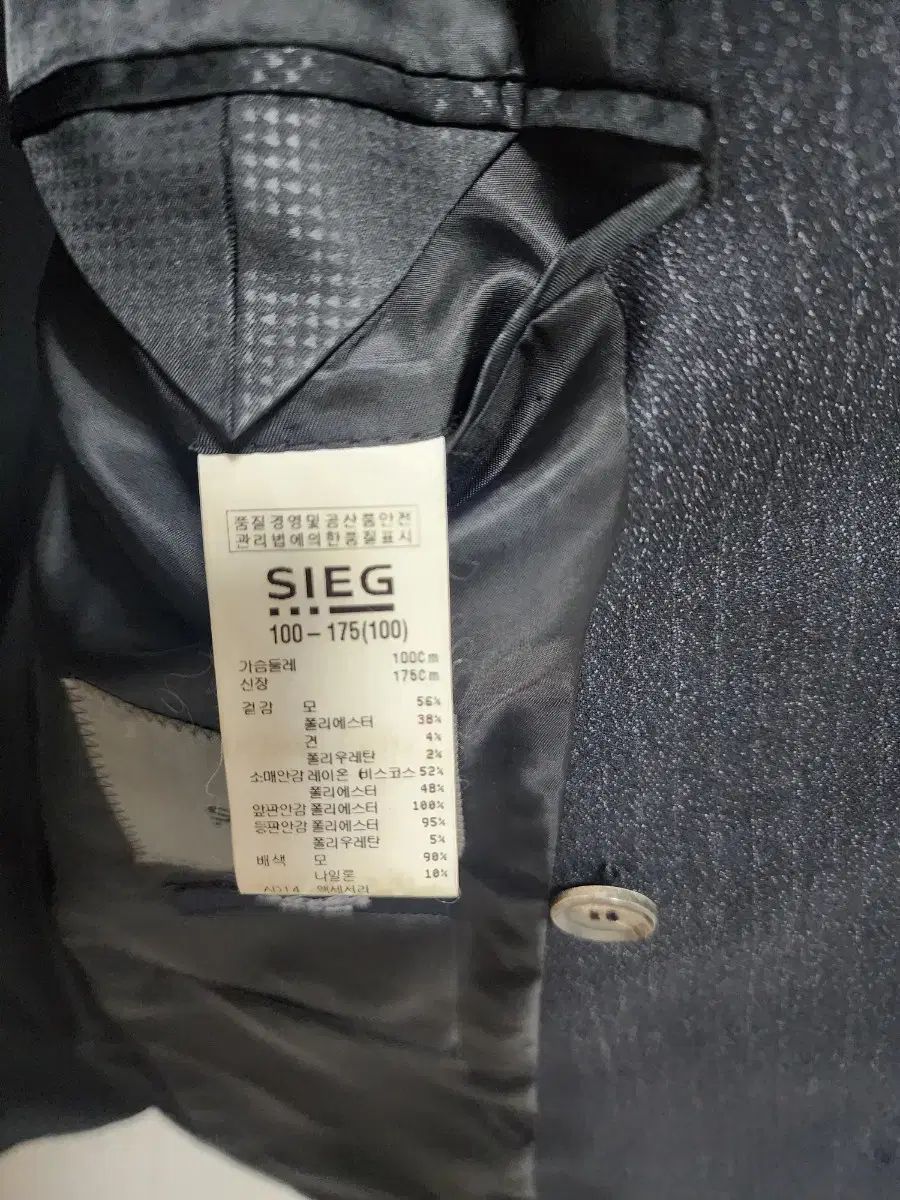 품질경영및공산품안전
관리법에의한품질표시
SIEG
100-175(100)
가슴둘레 100Cm
신장 175Cm
겉감 모 56%
폴리에스터 38%
견 4%
폴리우레탄 2%
소매안감 레이온 (비스코스 52%
폴리에스터 48%
앞판안감 폴리에스터 100%
등판안감 폴리에스터 95%
폴리우레탄 5%
배색 모 90%
나일론 10%
액세서리